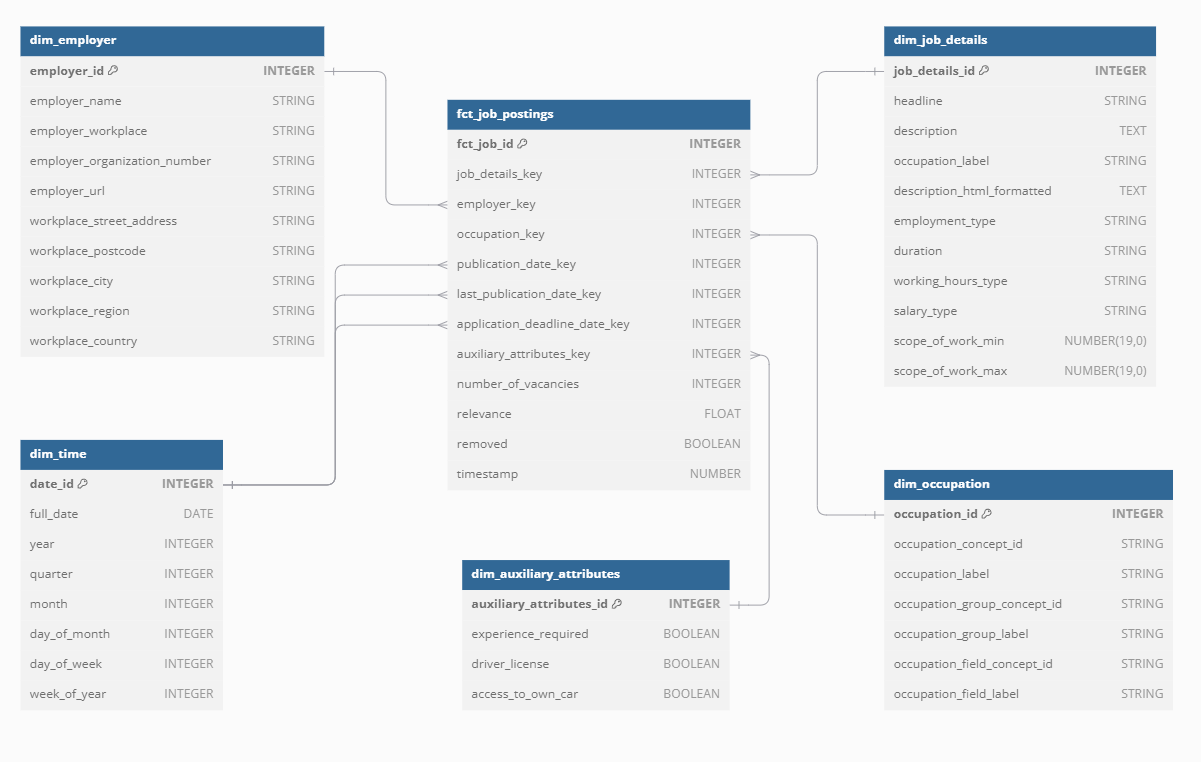 dim_employer
employer_id INTEGER
employer_name STRING
employer_workplace STRING
employer_organization_number STRING
employer_url STRING
workplace_street_address STRING
workplace_postcode STRING
workplace_city STRING
workplace_region STRING
workplace_country STRING
fct_job_postings
fct_job_id INTEGER
job_details_key INTEGER
employer_key INTEGER
occupation_key INTEGER
publication_date_key INTEGER
last_publication_date_key INTEGER
application_deadline_date_key INTEGER
auxiliary_attributes_key INTEGER
number_of_vacancies INTEGER
relevance FLOAT
removed BOOLEAN
timestamp NUMBER
dim_job_details
job_details_id INTEGER
headline STRING
description TEXT
occupation_label STRING
description_html_formatted TEXT
employment_type STRING
duration STRING
working_hours_type STRING
salary_type STRING
scope_of_work_min NUMBER(19,0)
scope_of_work_max NUMBER(19,0)
dim_time
date_id INTEGER
full_date DATE
year INTEGER
quarter INTEGER
month INTEGER
day_of_month INTEGER
day_of_week INTEGER
week_of_year INTEGER
dim_auxiliary_attributes
auxiliary_attributes_id INTEGER
experience_required BOOLEAN
driver_license BOOLEAN
access_to_own_car BOOLEAN
dim_occupation
occupation_id INTEGER
occupation_concept_id STRING
occupation_label STRING
occupation_group_concept_id STRING
occupation_group_label STRING
occupation_field_concept_id STRING
occupation_field_label STRING